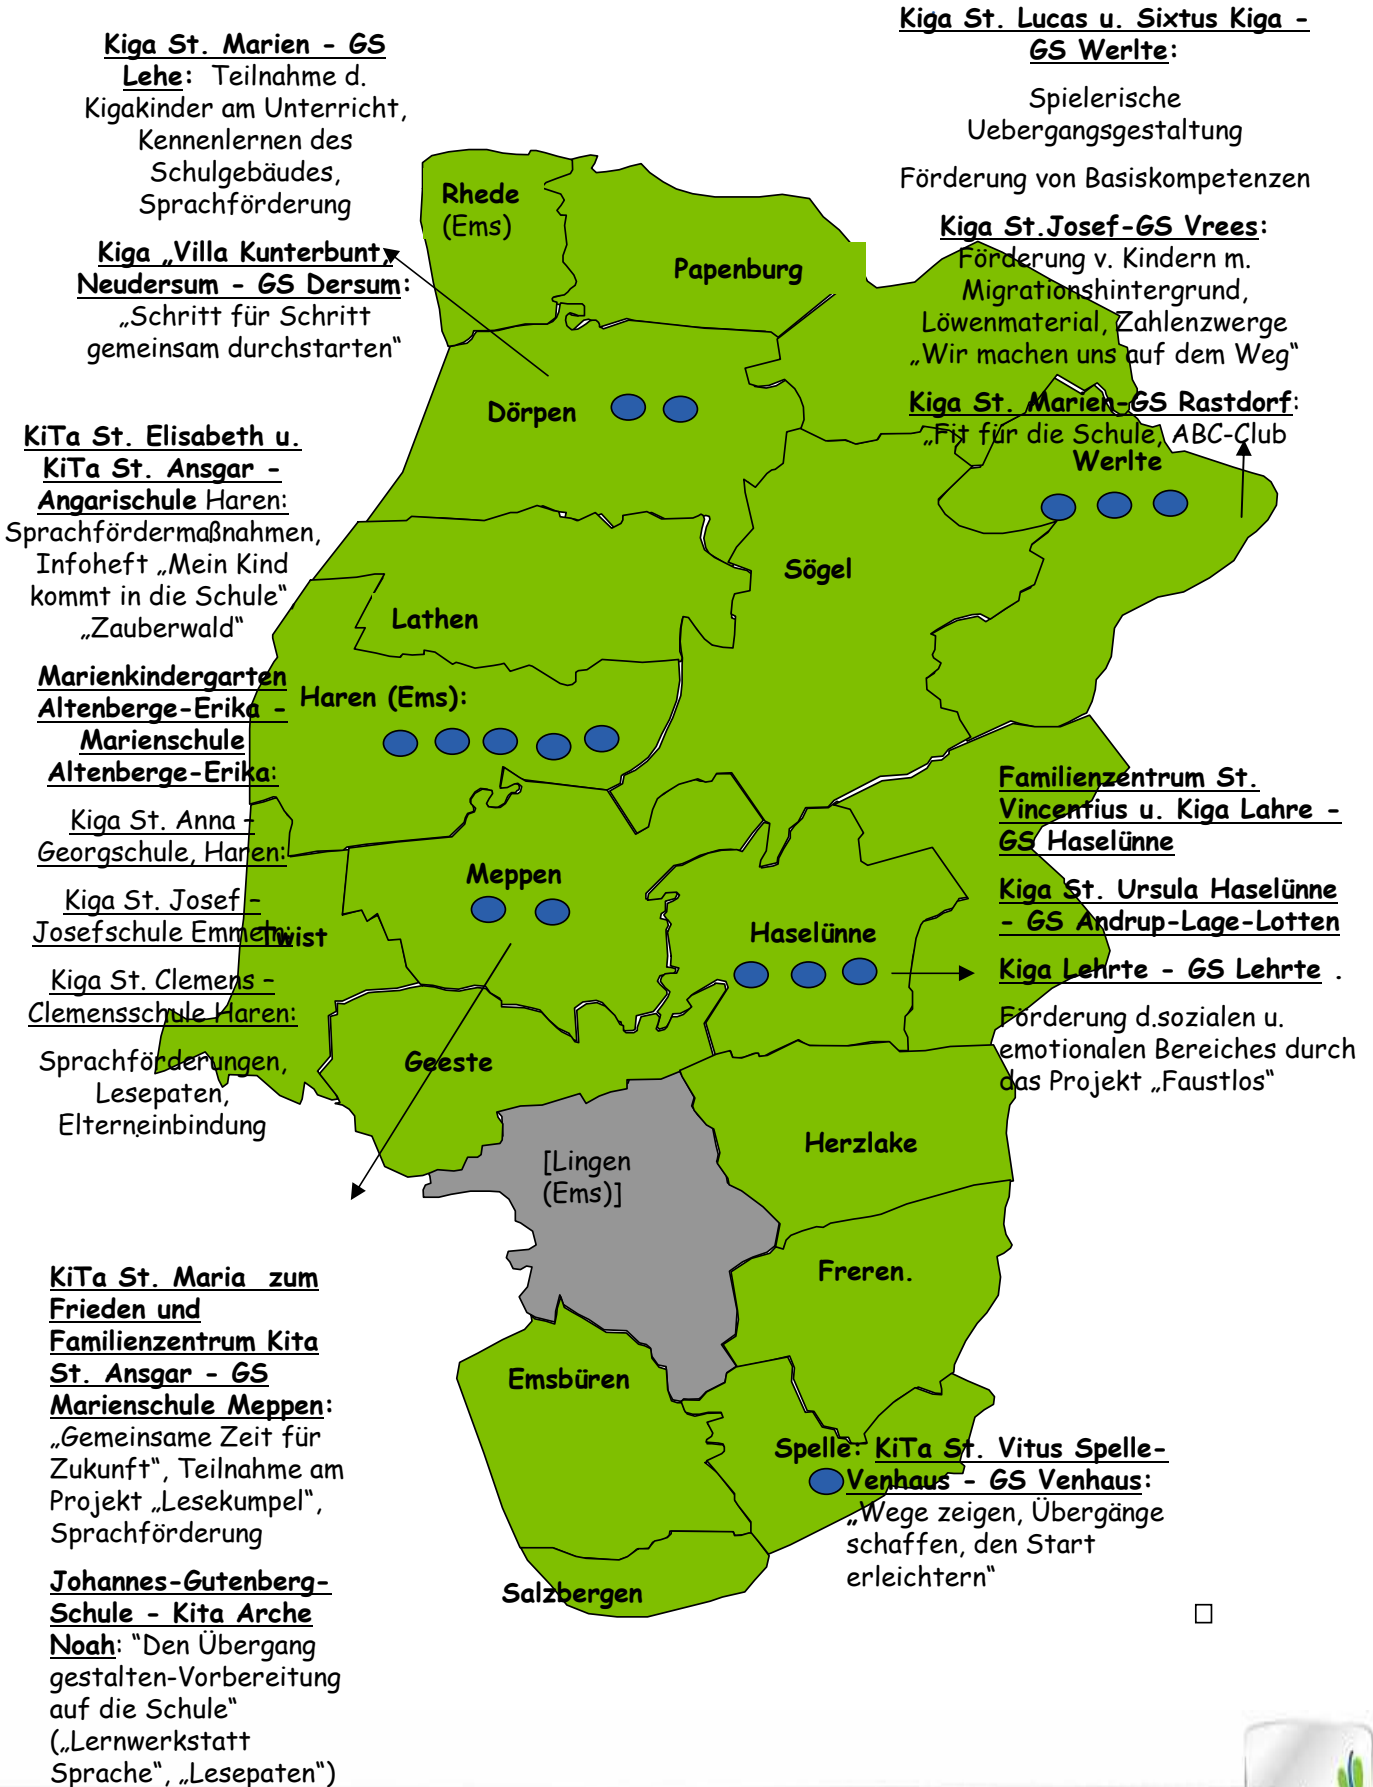 Kiga St. Marien - GS
Lehe: Teilnahme d.
Kigakinder am Unterricht,
Kennenlernen des
Schulgebäudes,
Sprachförderung
Kiga „Villa Kunterbunt„
Neudersum - GS Dersum:
„Schritt für Schritt
gemeinsam durchstarten“
KiTa St. Elisabeth u.
KiTa St. Ansgar -
Angarischule Haren:
Sprachfördermaßnahmen,
Infoheft „Mein Kind
kommt in die Schule“,
„Zauberwald“
Marienkindergarten
Altenberge-Erika -
Marienschule
Altenberge-Erika:
Kiga St. Anna -
Georgschule, Haren:
Kiga St. Josef –
Josefschule Emmeln:
Kiga St. Clemens –
Clemensschule Haren:
Sprachförderungen,
Lesepaten,
Elterneinbindung
KiTa St. Maria zum
Frieden und
Familienzentrum Kita
St. Ansgar - GS
Marienschule Meppen:
„Gemeinsame Zeit für
Zukunft“, Teilnahme am
Projekt „Lesekumpel“,
Sprachförderung
Johannes-Gutenberg-
Schule - Kita Arche
Noah: “Den Übergang
gestalten-Vorbereitung
auf die Schule“
(„Lernwerkstatt
Sprache“, „Lesepaten“)
Rhede
(Ems)
Papenburg
Dörpen
Werlte
Sögel
Lathen
Haren (Ems):
Meppen
Twist
Haselünne
Geeste
[Lingen
(Ems)]
Herzlake
Freren.
Emsbüren
Salzbergen
Kiga St. Lucas u. Sixtus Kiga -
GS Werlte:
Spielerische
Uebergangsgestaltung
Förderung von Basiskompetenzen
Kiga St.Josef-GS Vrees:
Förderung v. Kindern m.
Migrationshintergrund,
Löwenmaterial, Zahlenzwerge
„Wir machen uns auf dem Weg“
Kiga St. Marien-GS Rastdorf:
„Fit für die Schule, ABC-Club
Familienzentrum St.
Vincentius u. Kiga Lahre -
GS Haselünne
Kiga St. Ursula Haselünne
- GS Andrup-Lage-Lotten
Kiga Lehrte - GS Lehrte .
Förderung d.sozialen u.
emotionalen Bereiches durch
das Projekt „Faustlos“
Spelle: KiTa St. Vitus Spelle-
Venhaus - GS Venhaus:
„Wege zeigen, Übergänge
schaffen, den Start
erleichtern“